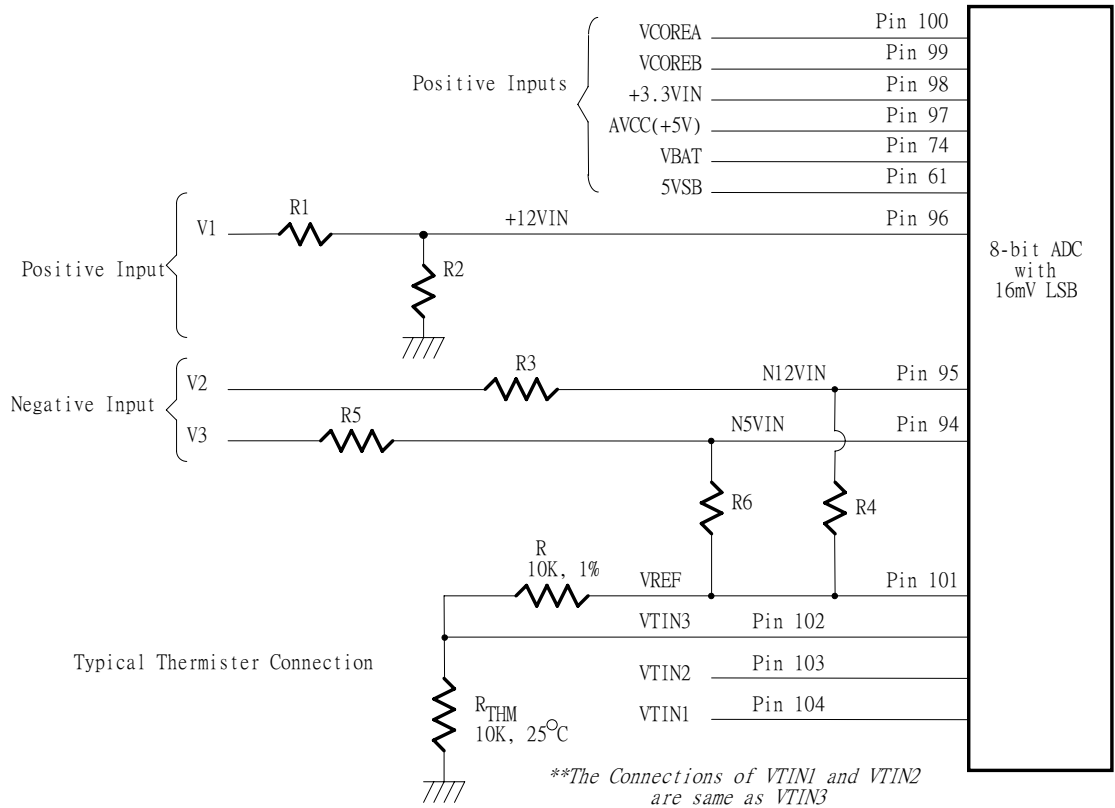 VCOREA Pin 100
VCOREB Pin 99
Positive Inputs
+3.3VIN Pin 98
AVCC(+5V) Pin 97
VBAT Pin 74
5VSB Pin 61
R1
V1 +12VIN Pin 96
Positive Input
R2
8-bit ADC
with
16mV LSB
R3
V2 N12VIN Pin 95
Negative Input
R5
V3 N5VIN Pin 94
R6
R4
R
10K, 1%
VREF Pin 101
VTIN3 Pin 102
Typical Thermister Connection
VTIN2 Pin 103
VTIN1 Pin 104
RTHM
10K, 25°C
**The Connections of VTIN1 and VTIN2
are same as VTIN3